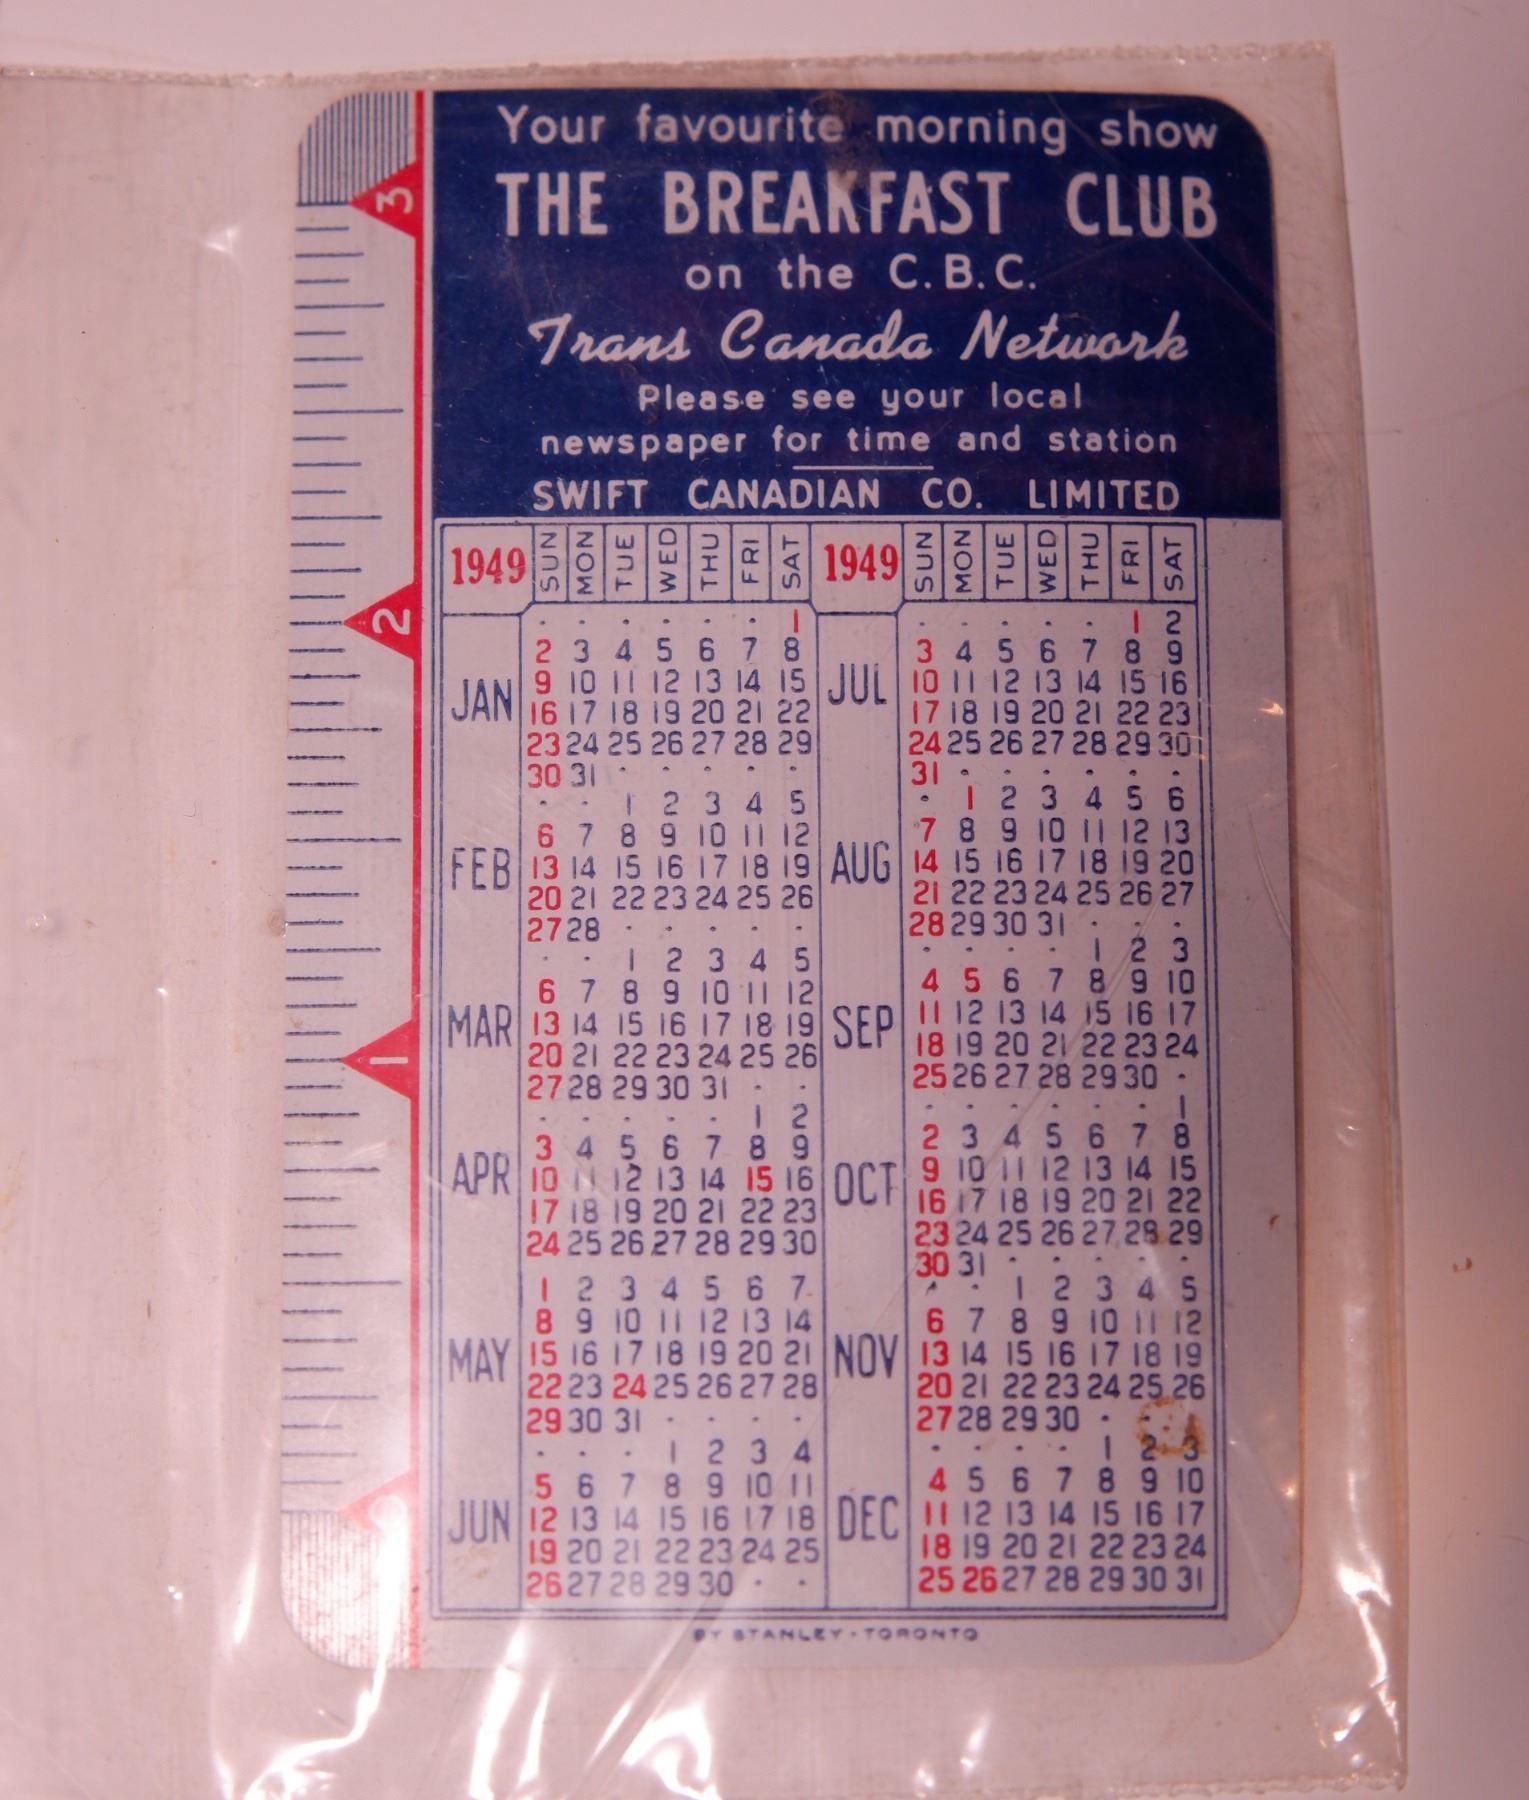 Your favourite morning show
THE BREAKFAST CLUB
on the C.B.C.
Trans Canada Network
Please see your local
newspaper for time and station
SWIFT CANADIAN CO. LIMITED
3
2
1
1949 SUN MON TUE WED THU FRI SAT
JAN
1
2 3 4 5 6 7 8
9 10 11 12 13 14 15
16 17 18 19 20 21 22
23 24 25 26 27 28 29
30 31
FEB
1 2 3 4 5
6 7 8 9 10 11 12
13 14 15 16 17 18 19
20 21 22 23 24 25 26
27 28
MAR
1 2 3 4 5
6 7 8 9 10 11 12
13 14 15 16 17 18 19
20 21 22 23 24 25 26
27 28 29 30 31
APR
1 2
3 4 5 6 7 8 9
10 11 12 13 14 15 16
17 18 19 20 21 22 23
24 25 26 27 28 29 30
MAY
1 2 3 4 5 6 7
8 9 10 11 12 13 14
15 16 17 18 19 20 21
22 23 24 25 26 27 28
29 30 31
JUN
1 2 3 4
5 6 7 8 9 10 11
12 13 14 15 16 17 18
19 20 21 22 23 24 25
26 27 28 29 30
1949 SUN MON TUE WED THU FRI SAT
JUL
1 2
3 4 5 6 7 8 9
10 11 12 13 14 15 16
17 18 19 20 21 22 23
24 25 26 27 28 29 30
31
AUG
1 2 3 4 5 6
7 8 9 10 11 12 13
14 15 16 17 18 19 20
21 22 23 24 25 26 27
28 29 30 31
SEP
1 2 3
4 5 6 7 8 9 10
11 12 13 14 15 16 17
18 19 20 21 22 23 24
25 26 27 28 29 30
OCT
1
2 3 4 5 6 7 8
9 10 11 12 13 14 15
16 17 18 19 20 21 22
23 24 25 26 27 28 29
30 31
NOV
1 2 3 4 5
6 7 8 9 10 11 12
13 14 15 16 17 18 19
20 21 22 23 24 25 26
27 28 29 30
DEC
1 2 3
4 5 6 7 8 9 10
11 12 13 14 15 16 17
18 19 20 21 22 23 24
25 26 27 28 29 30 31
BY STANLEY - TORONTO